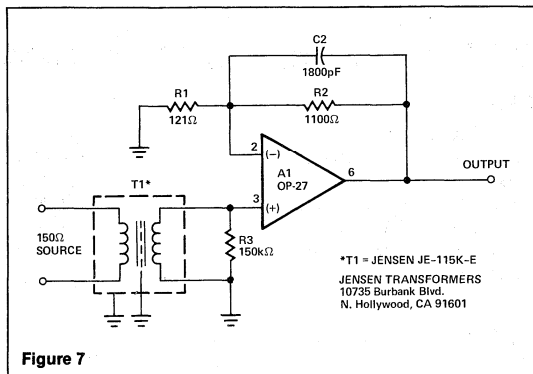 C2
1800pF
R1
121Ω
R2
1100Ω
2
(−)
A1
OP-27
6
OUTPUT
T1*
3
(+)
150Ω
SOURCE
R3
150kΩ
*T1 = JENSEN JE-115K-E
JENSEN TRANSFORMERS
10735 Burbank Blvd.
N. Hollywood, CA 91601
Figure 7